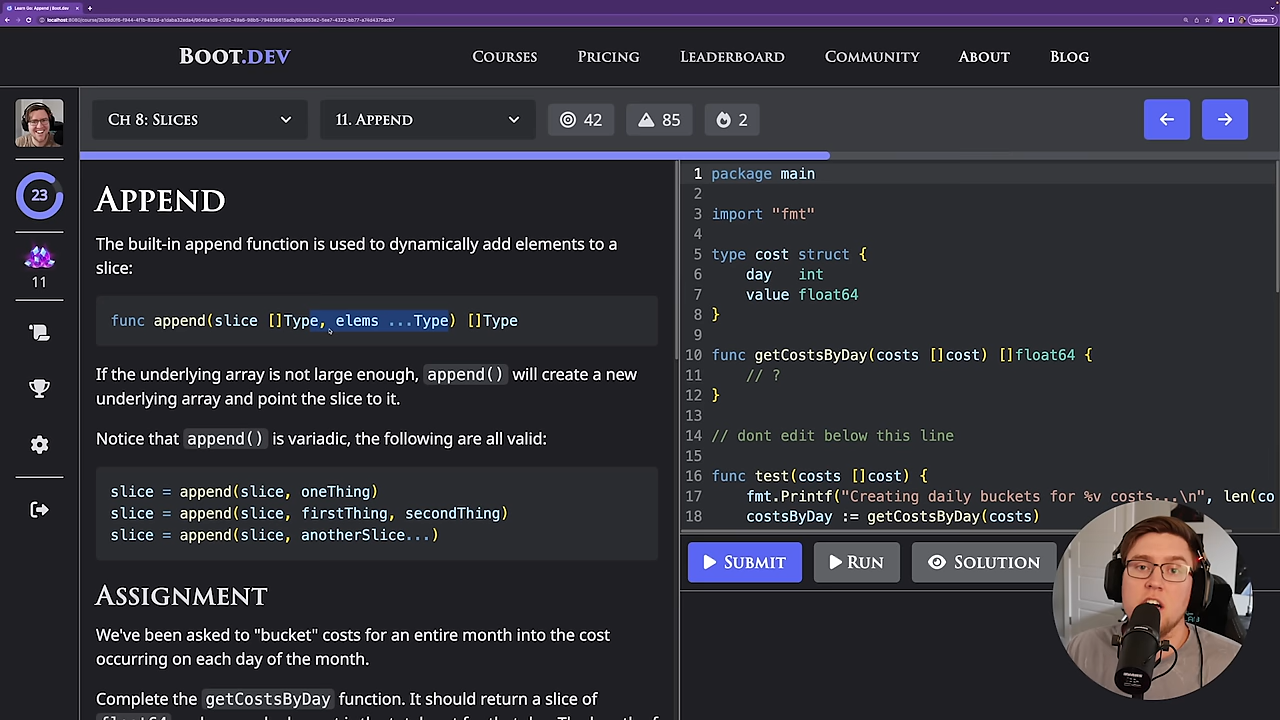 Learn Go: Append | Boot.dev
Update
BOOT.DEV
COURSES
PRICING
LEADERBOARD
COMMUNITY
ABOUT
BLOG
CH 8: SLICES
11. APPEND
42
85
2
23
11
APPEND
The built-in append function is used to dynamically add elements to a
slice:
func append(slice []Type, elems ...Type) []Type
If the underlying array is not large enough, append() will create a new
underlying array and point the slice to it.
Notice that append() is variadic, the following are all valid:
slice = append(slice, oneThing)
slice = append(slice, firstThing, secondThing)
slice = append(slice, anotherSlice...)
ASSIGNMENT
We've been asked to "bucket" costs for an entire month into the cost
occurring on each day of the month.
Complete the getCostsByDay function. It should return a slice of
1 package main
2
3 import "fmt"
4
5 type cost struct {
6 day int
7 value float64
8 }
9
10 func getCostsByDay(costs []cost) []float64 {
11 // ?
12 }
13
14 // dont edit below this line
15
16 func test(costs []cost) {
17 fmt.Printf("Creating daily buckets for %v costs...\n", len(co
18 costsByDay := getCostsByDay(costs)
SUBMIT
RUN
SOLUTION